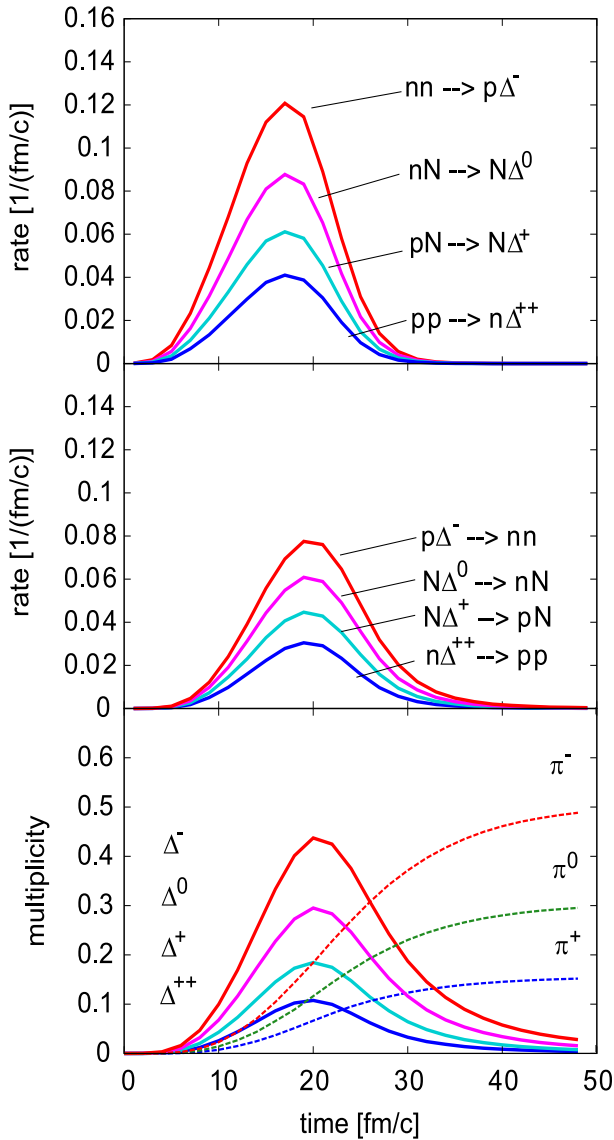 0.16
0.14
0.12
0.1
0.08
0.06
0.04
0.02
0
rate [1/(fm/c)]
nn --> pΔ⁻
nN --> NΔ⁰
pN --> NΔ⁺
pp --> nΔ⁺⁺
0.14
0.12
0.1
0.08
0.06
0.04
0.02
0
rate [1/(fm/c)]
pΔ⁻ --> nn
NΔ⁰ --> nN
NΔ⁺ --> pN
nΔ⁺⁺ --> pp
0.6
0.5
0.4
0.3
0.2
0.1
0
multiplicity
Δ⁻
Δ⁰
Δ⁺
Δ⁺⁺
π⁻
π⁰
π⁺
0 10 20 30 40 50
time [fm/c]